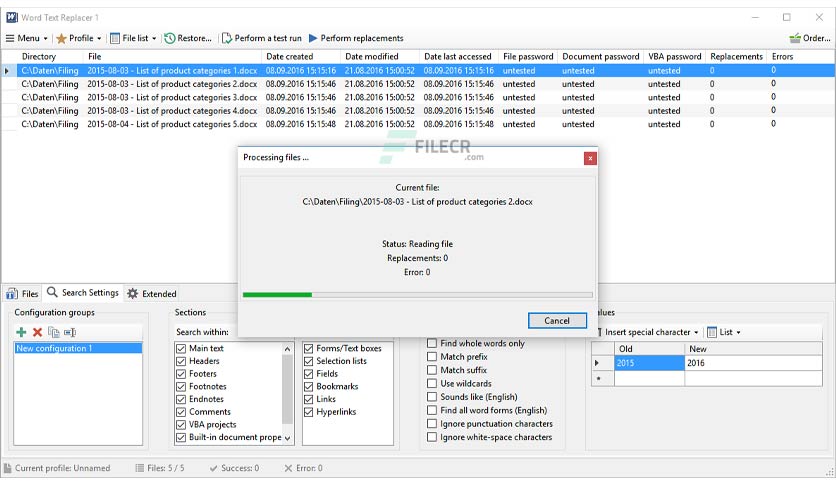 Word Text Replacer 1
Menu Profile File list Restore... Perform a test run Perform replacements Order...
Directory File Date created Date modified Date last accessed File password Document password VBA password Replacements Errors
C:\Daten\Filing 2015-08-03 - List of product categories 1.docx 08.09.2016 15:15:16 21.08.2016 15:00:52 08.09.2016 15:15:16 untested untested untested 0 0
C:\Daten\Filing 2015-08-03 - List of product categories 2.docx 08.09.2016 15:15:46 21.08.2016 15:00:52 08.09.2016 15:15:46 untested untested untested 0 0
C:\Daten\Filing 2015-08-03 - List of product categories 3.docx 08.09.2016 15:15:46 21.08.2016 15:00:52 08.09.2016 15:15:46 untested untested untested 0 0
C:\Daten\Filing 2015-08-03 - List of product categories 4.docx 08.09.2016 15:15:46 21.08.2016 15:00:52 08.09.2016 15:15:46 untested untested untested 0 0
C:\Daten\Filing 2015-08-04 - List of product categories 5.docx 08.09.2016 15:15:48 21.08.2016 15:00:52 08.09.2016 15:15:48 untested untested untested 0 0
FILECR
.com
Processing files ...
Current file:
C:\Daten\Filing\2015-08-03 - List of product categories 2.docx
Status: Reading file
Replacements: 0
Error: 0
Cancel
Files Search Settings Extended
Configuration groups
New configuration 1
Sections
Search within:
Main text
Headers
Footers
Footnotes
Endnotes
Comments
VBA projects
Built-in document prope
Forms/Text boxes
Selection lists
Fields
Bookmarks
Links
Hyperlinks
Find whole words only
Match prefix
Match suffix
Use wildcards
Sounds like (English)
Find all word forms (English)
Ignore punctuation characters
Ignore white-space characters
alues
Insert special character List
Old New
2015 2016
Current profile: Unnamed Files: 5 / 5 Success: 0 Error: 0